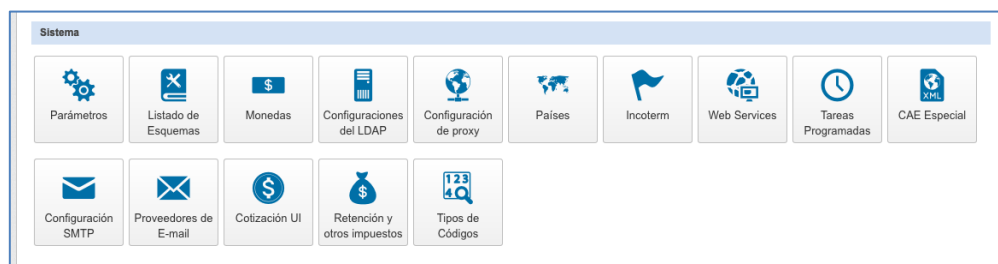 Sistema
Parámetros
Listado de
Esquemas
$
Monedas
Configuraciones
del LDAP
Configuración
de proxy
Países
Incoterm
Web Services
Tareas
Programadas
XML
CAE Especial
Configuración
SMTP
Proveedores de
E-mail
$
Cotización UI
$
Retención y
otros impuestos
123
4
Tipos de
Códigos